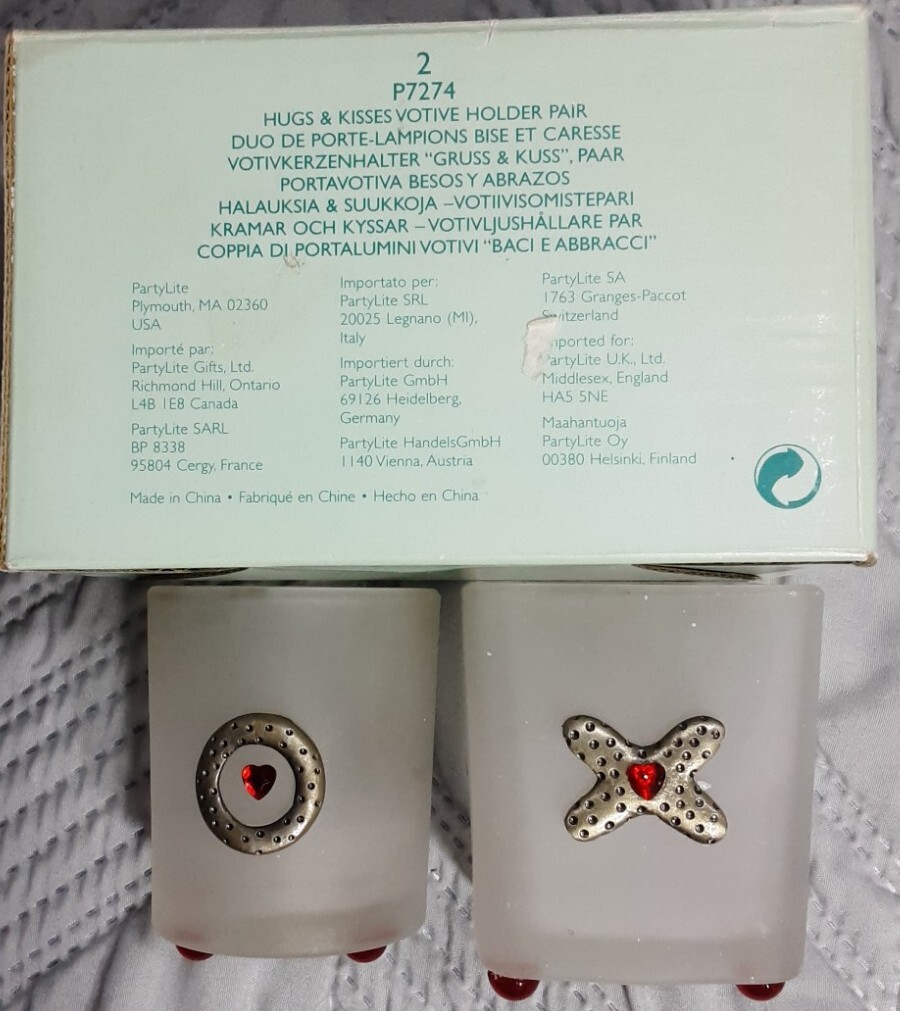 2
P7274
HUGS & KISSES VOTIVE HOLDER PAIR
DUO DE PORTE-LAMPIONS BISE ET CARESSE
VOTIVKERZENHALTER "GRUSS & KUSS", PAAR
PORTAVOTIVA BESOS Y ABRAZOS
HALAUKSIA & SUUKKOJA –VOTIIVISOMISTEPARI
KRAMAR OCH KYSSAR – VOTIVLJUSHÅLLARE PAR
COPPIA DI PORTALUMINI VOTIVI "BACI E ABBRACCI"
PartyLite
Plymouth, MA 02360
USA
Importé par:
PartyLite Gifts, Ltd.
Richmond Hill, Ontario
L4B 1E8 Canada
PartyLite SARL
BP 8338
95804 Cergy, France
Importato per:
PartyLite SRL
20025 Legnano (MI),
Italy
Importiert durch:
PartyLite GmbH
69126 Heidelberg,
Germany
PartyLite HandelsGmbH
1140 Vienna, Austria
PartyLite SA
1763 Granges-Paccot
Switzerland
for:
PartyLite U.K., Ltd.
Middlesex, England
HA5 5NE
Maahantuoja
PartyLite Oy
00380 Helsinki, Finland
Made in China • Fabriqué en Chine • Hecho en China